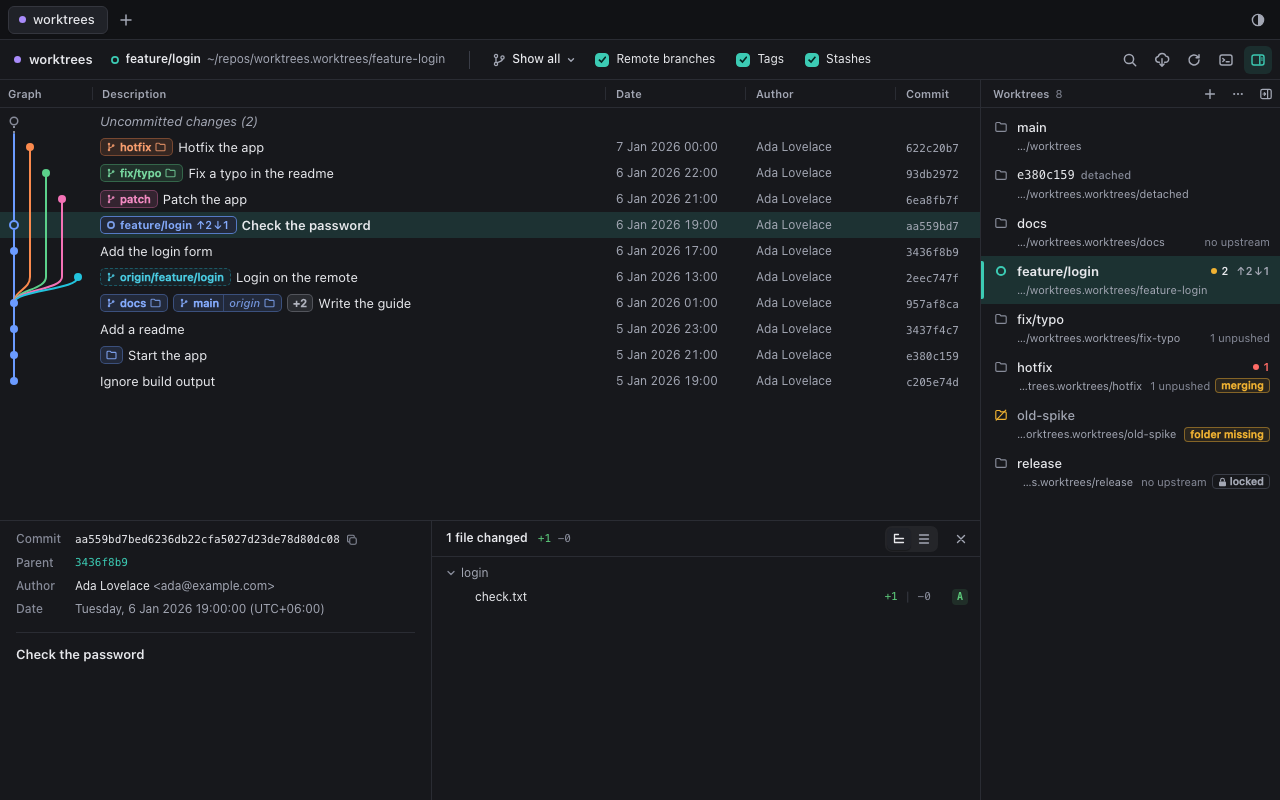 worktrees
worktrees feature/login ~/repos/worktrees.worktrees/feature-login Show all Remote branches Tags Stashes
Graph Description Date Author Commit
Uncommitted changes (2)
hotfix Hotfix the app 7 Jan 2026 00:00 Ada Lovelace 622c20b7
fix/typo Fix a typo in the readme 6 Jan 2026 22:00 Ada Lovelace 93db2972
patch Patch the app 6 Jan 2026 21:00 Ada Lovelace 6ea8fb7f
feature/login ↑2↓1 Check the password 6 Jan 2026 19:00 Ada Lovelace aa559bd7
Add the login form 6 Jan 2026 17:00 Ada Lovelace 3436f8b9
origin/feature/login Login on the remote 6 Jan 2026 13:00 Ada Lovelace 2eec747f
docs main origin +2 Write the guide 6 Jan 2026 01:00 Ada Lovelace 957af8ca
Add a readme 5 Jan 2026 23:00 Ada Lovelace 3437f4c7
Start the app 5 Jan 2026 21:00 Ada Lovelace e380c159
Ignore build output 5 Jan 2026 19:00 Ada Lovelace c205e74d
Worktrees 8
main
…/worktrees
e380c159 detached
…/worktrees.worktrees/detached
docs
…/worktrees.worktrees/docs no upstream
feature/login 2 ↑2↓1
…/worktrees.worktrees/feature-login
fix/typo
…/worktrees.worktrees/fix-typo 1 unpushed
hotfix 1
…trees.worktrees/hotfix 1 unpushed merging
old-spike
…orktrees.worktrees/old-spike folder missing
release
…s.worktrees/release no upstream locked
Commit aa559bd7bed6236db22cfa5027d23de78d80dc08
Parent 3436f8b9
Author Ada Lovelace <ada@example.com>
Date Tuesday, 6 Jan 2026 19:00:00 (UTC+06:00)
Check the password
1 file changed +1 −0
login
check.txt +1 | −0 A